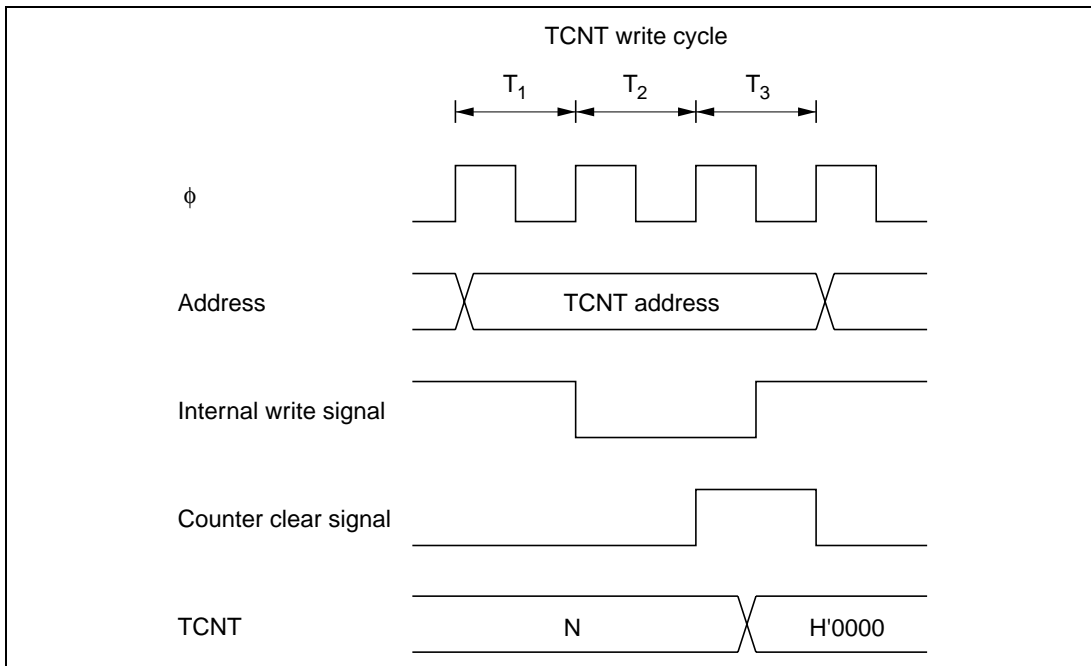 TCNT write cycle
T1 T2 T3
ϕ
Address TCNT address
Internal write signal
Counter clear signal
TCNT N H'0000